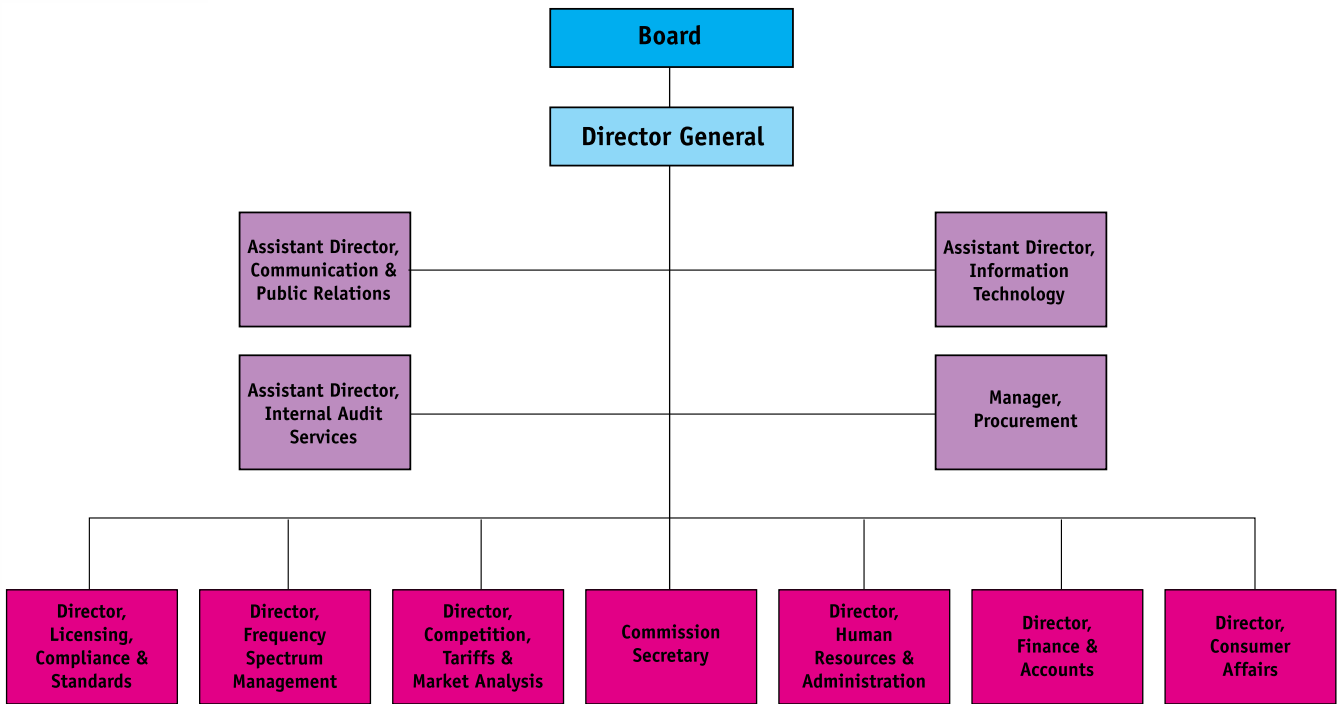 Board
Director General
Assistant Director,
Communication &
Public Relations
Assistant Director,
Information
Technology
Assistant Director,
Internal Audit
Services
Manager,
Procurement
Director,
Licensing,
Compliance &
Standards
Director,
Frequency
Spectrum
Management
Director,
Competition,
Tariffs &
Market Analysis
Commission
Secretary
Director,
Human
Resources &
Administration
Director,
Finance &
Accounts
Director,
Consumer
Affairs